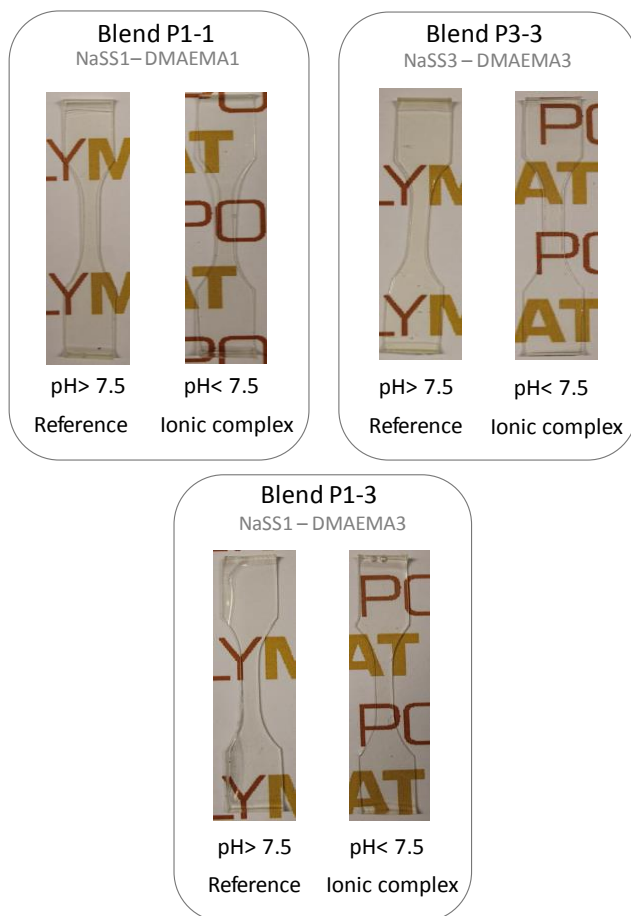 Blend P1-1
NaSS1–DMAEMA1
LYM
AT
PO
LYM
AT
PO
pH> 7.5
pH< 7.5
Reference
Ionic complex
Blend P3-3
NaSS3–DMAEMA3
LYM
PO
AT
LYM
PO
AT
pH> 7.5
pH< 7.5
Reference
Ionic complex
Blend P1-3
NaSS1–DMAEMA3
LYM
PO
AT
LYMAT
PO
AT
pH> 7.5
pH< 7.5
Reference
Ionic complex